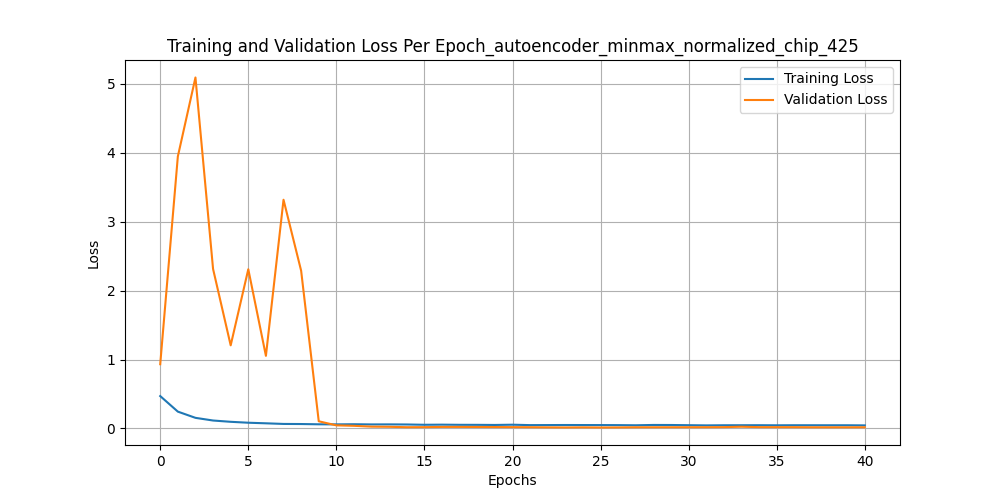 Training and Validation Loss Per Epoch_autoencoder_minmax_normalized_chip_425
Training Loss
Validation Loss
Loss
5
4
3
2
1
0
0 5 10 15 20 25 30 35 40
Epochs